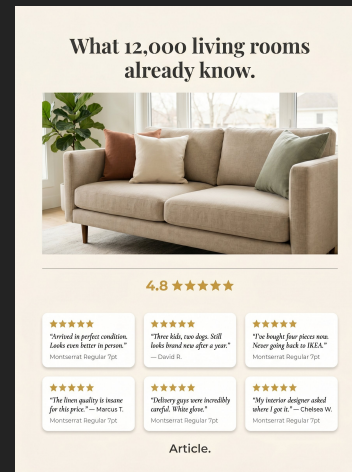 What 12,000 living rooms
already know.
4.8
"Arrived in perfect condition.
Looks even better in person."
Montserrat Regular 7pt
"Three kids, two dogs. Still
looks brand new after a year."
— David R.
"I've bought four pieces now.
Never going back to IKEA."
Montserrat Regular 7pt
"The linen quality is insane
for this price." — Marcus T.
Montserrat Regular 7pt
"Delivery guys were incredibly
careful. White glove."
Montserrat Regular 7pt
"My interior designer asked
where I got it." — Chelsea W.
Montserrat Regular 7pt
Article.